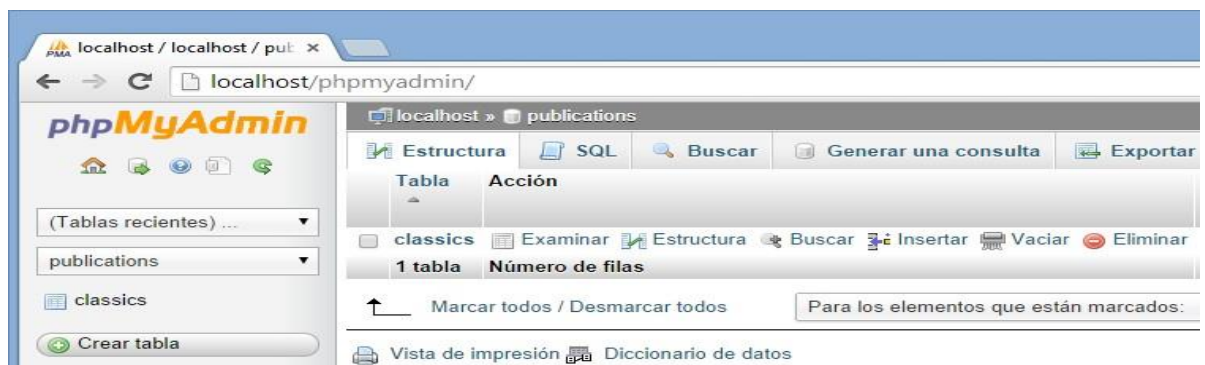 PMA localhost / localhost / pub
localhost/phpmyadmin/
phpMyAdmin
(Tablas recientes) ...
publications
classics
Crear tabla
localhost » publications
Estructura SQL Buscar Generar una consulta Exportar
Tabla Acción
classics Examinar Estructura Buscar Insertar Vaciar Eliminar
1 tabla Número de filas
Marcar todos / Desmarcar todos Para los elementos que están marcados:
Vista de impresión Diccionario de datos